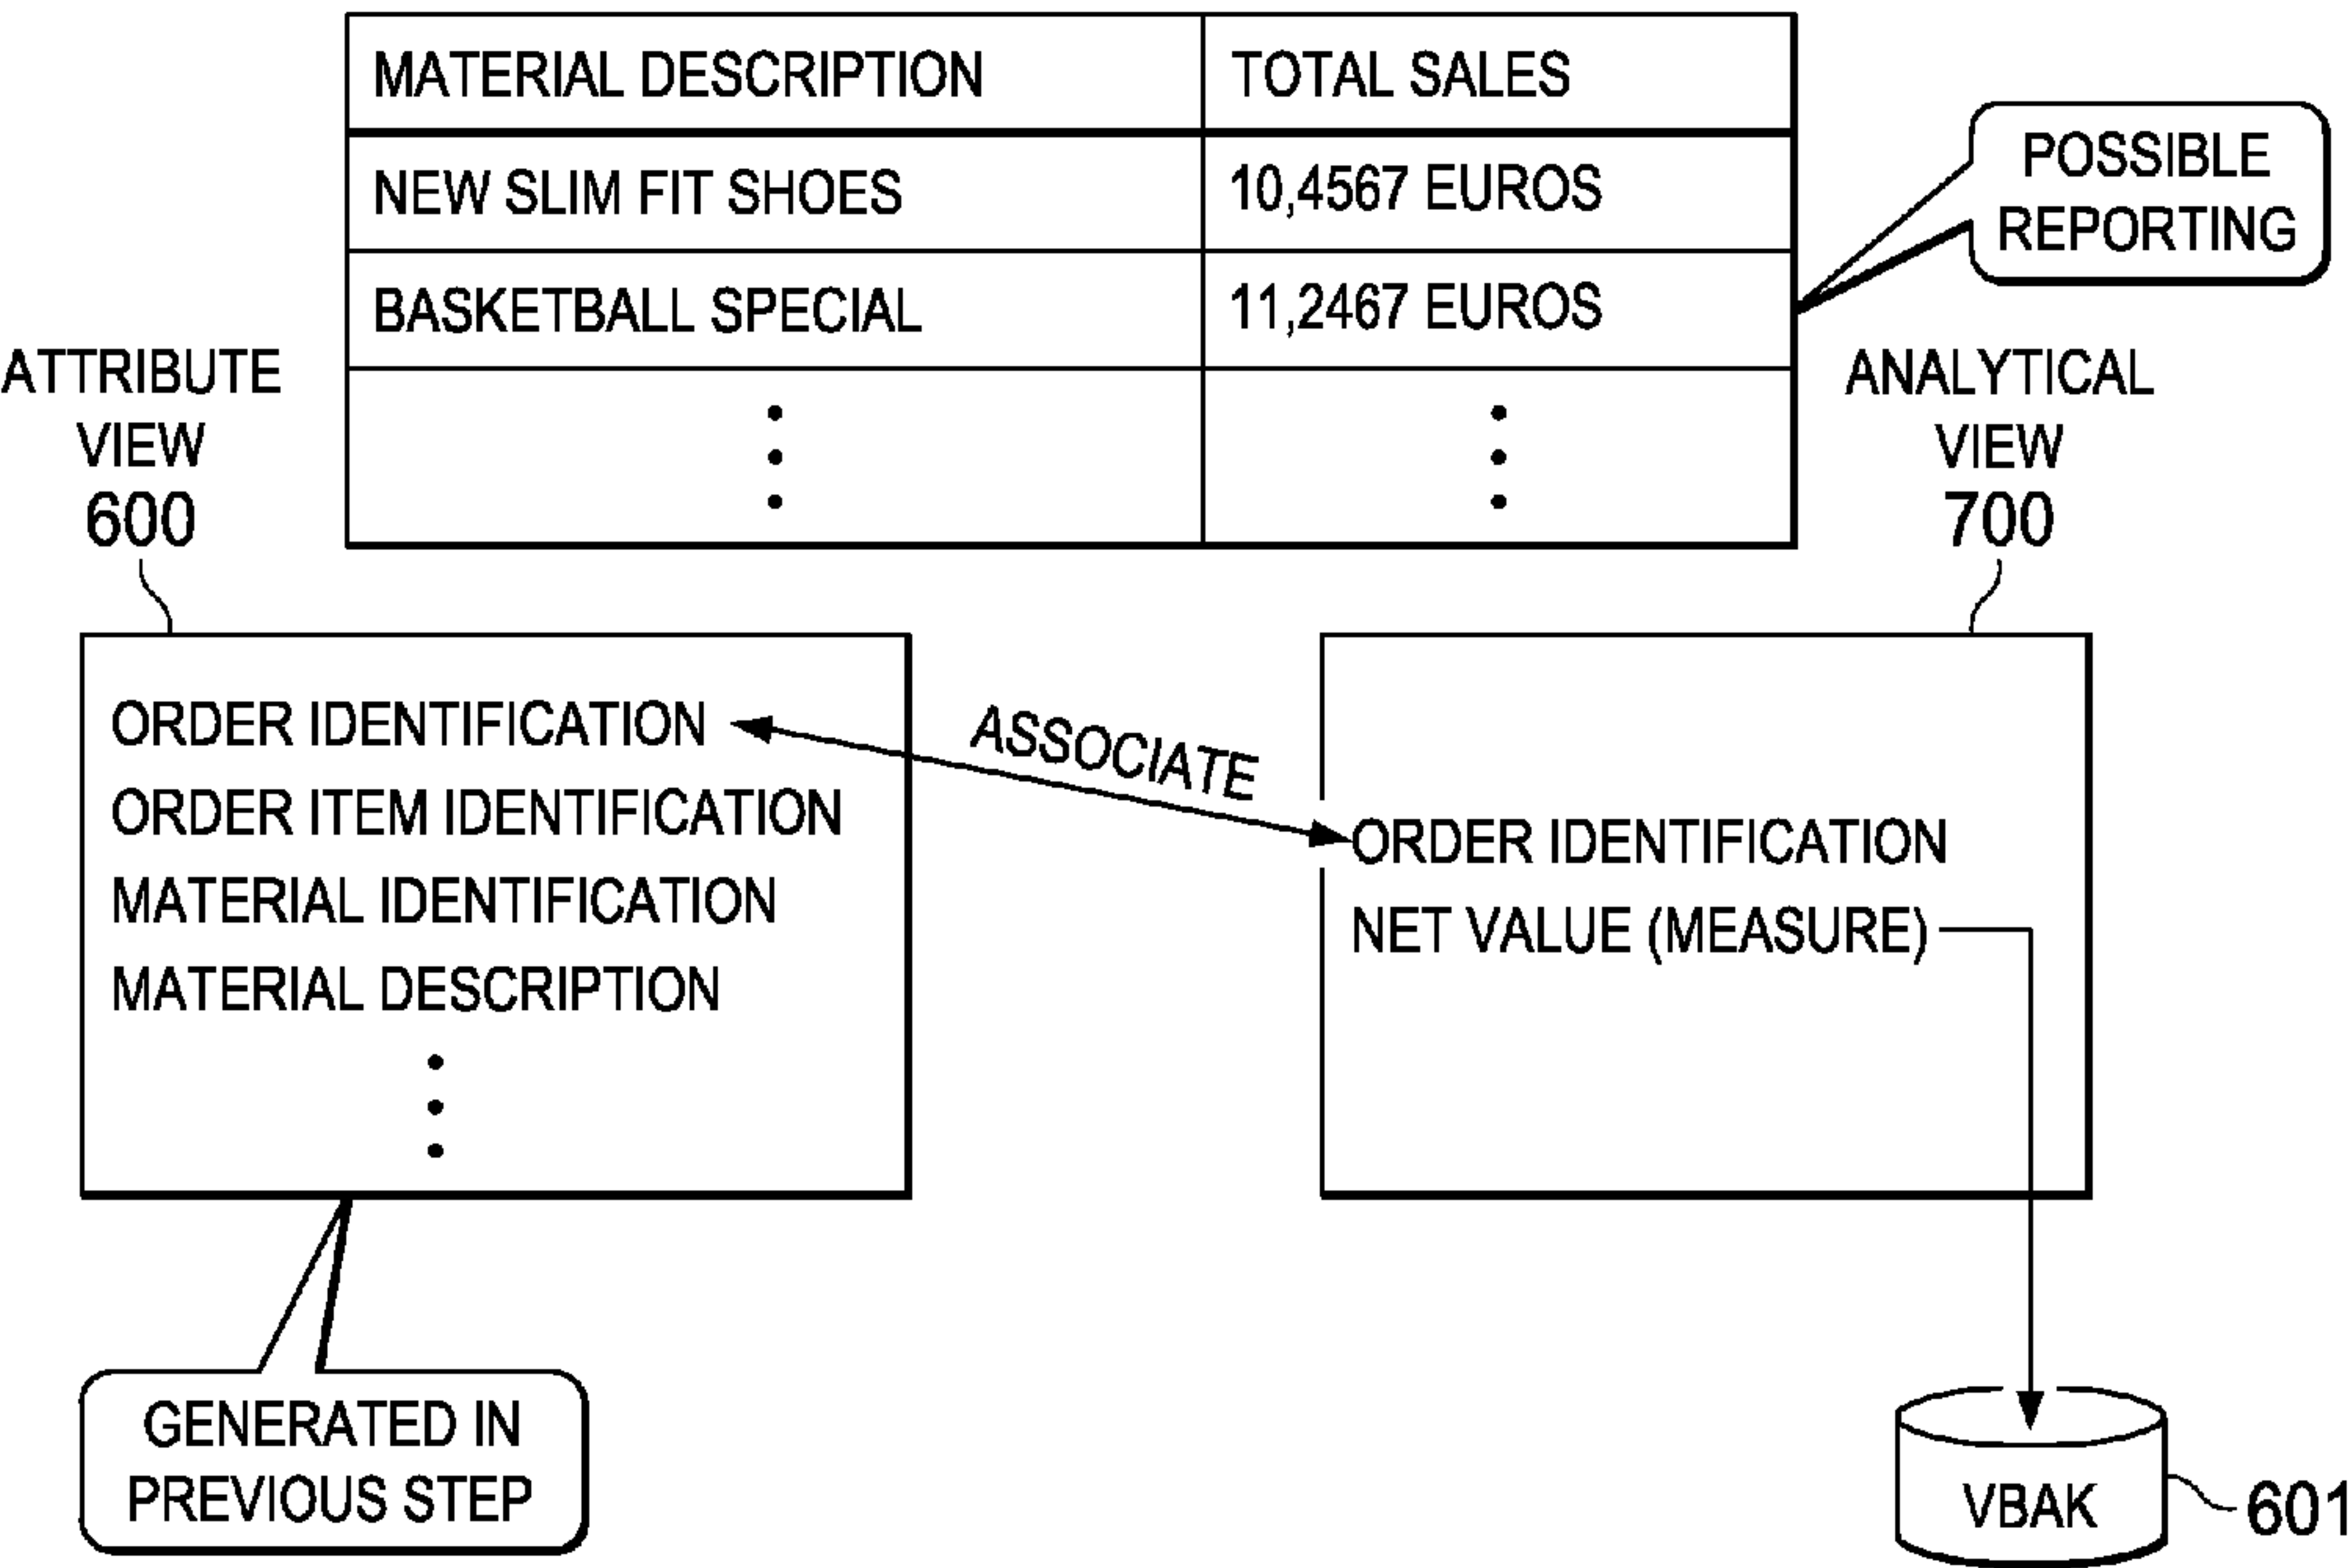 MATERIAL DESCRIPTION TOTAL SALES
NEW SLIM FIT SHOES 10,4567 EUROS
BASKETBALL SPECIAL 11,2467 EUROS
POSSIBLE
REPORTING
ATTRIBUTE
VIEW
600
ANALYTICAL
VIEW
700
ORDER IDENTIFICATION
ORDER ITEM IDENTIFICATION
MATERIAL IDENTIFICATION
MATERIAL DESCRIPTION
ASSOCIATE
ORDER IDENTIFICATION
NET VALUE (MEASURE)
GENERATED IN
PREVIOUS STEP
VBAK
601